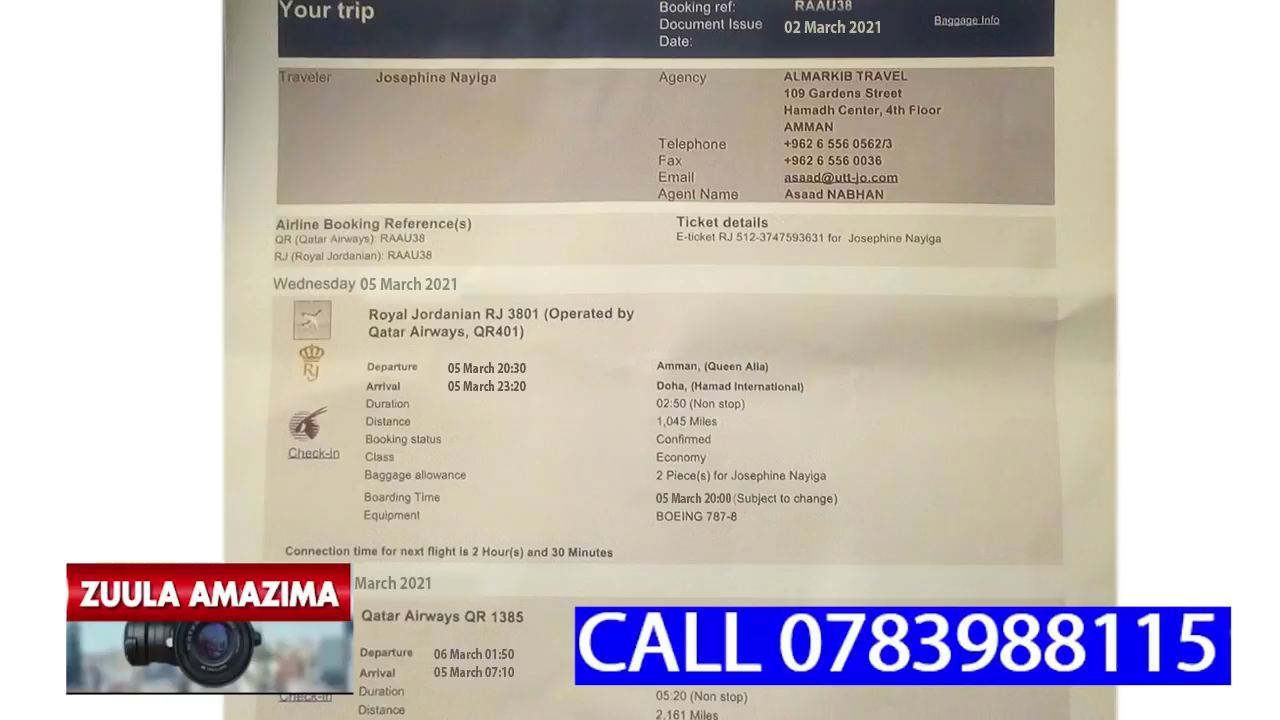 Your trip
Booking ref: RAAU38
Document Issue Date: 02 March 2021
Baggage Info
Traveler Josephine Nayiga
Agency ALMARKIB TRAVEL
109 Gardens Street
Hamadh Center, 4th Floor
AMMAN
Telephone +962 6 556 0562/3
Fax +962 6 556 0036
Email asaad@utt-jo.com
Agent Name Asaad NABHAN
Airline Booking Reference(s)
QR (Qatar Airways): RAAU38
RJ (Royal Jordanian): RAAU38
Ticket details
E-ticket RJ 512-3747593631 for Josephine Nayiga
Wednesday 05 March 2021
Royal Jordanian RJ 3801 (Operated by
Qatar Airways, QR401)
RJ
Check-in
Departure 05 March 20:30 Amman, (Queen Alia)
Arrival 05 March 23:20 Doha, (Hamad International)
Duration 02:50 (Non stop)
Distance 1,045 Miles
Booking status Confirmed
Class Economy
Baggage allowance 2 Piece(s) for Josephine Nayiga
Boarding Time 05 March 20:00 (Subject to change)
Equipment BOEING 787-8
Connection time for next flight is 2 Hour(s) and 30 Minutes
March 2021
Qatar Airways QR 1385
Departure 06 March 01:50
Arrival 05 March 07:10
Check-in
Duration 05:20 (Non stop)
Distance 2,161 Miles
ZUULA AMAZIMA
CALL 0783988115